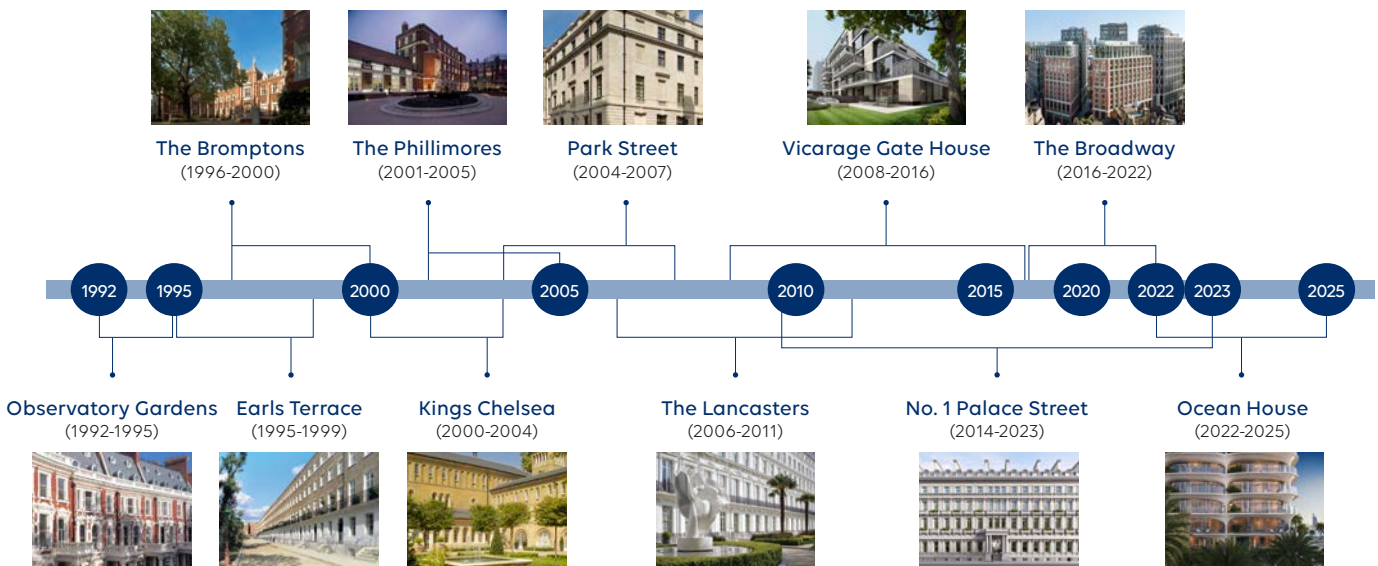 The Bromptons
(1996-2000)
The Phillimores
(2001-2005)
Park Street
(2004-2007)
Vicarage Gate House
(2008-2016)
The Broadway
(2016-2022)
1992
1995
2000
2005
2010
2015
2020
2022
2023
2025
Observatory Gardens
(1992-1995)
Earls Terrace
(1995-1999)
Kings Chelsea
(2000-2004)
The Lancasters
(2006-2011)
No. 1 Palace Street
(2014-2023)
Ocean House
(2022-2025)